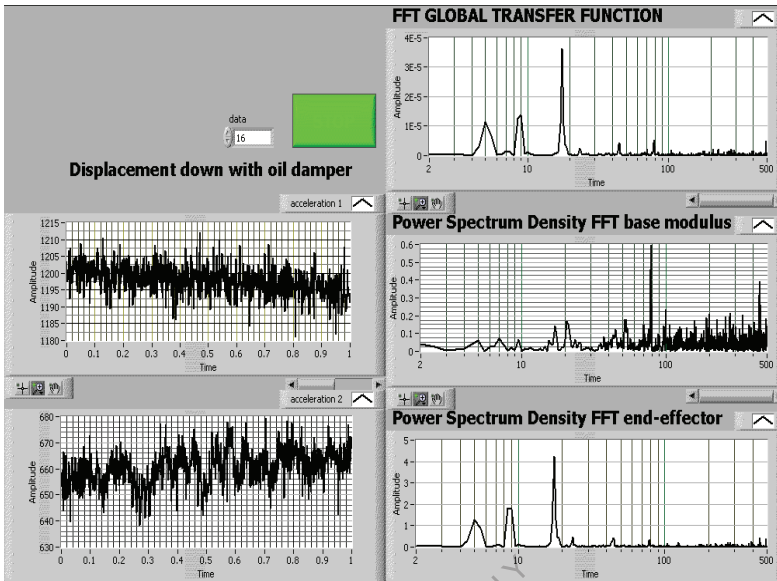 FFT GLOBAL TRANSFER FUNCTION
4E-5
3E-5
2E-5
1E-5
0
Amplitude
2 10 100 500
Time
data
16
Displacement down with oil damper
acceleration 1
1215
1210
1205
1200
1195
1190
1185
1180
Amplitude
0 0.1 0.2 0.3 0.4 0.5 0.6 0.7 0.8 0.9 1
Time
Power Spectrum Density FFT base modulus
0.6
0.5
0.4
0.3
0.2
0.1
0
Amplitude
2 10 100 500
Time
acceleration 2
680
670
660
650
640
630
Amplitude
0 0.1 0.2 0.3 0.4 0.5 0.6 0.7 0.8 0.9 1
Time
Power Spectrum Density FFT end-effector
5
4
3
2
1
0
Amplitude
2 10 100 500
Time